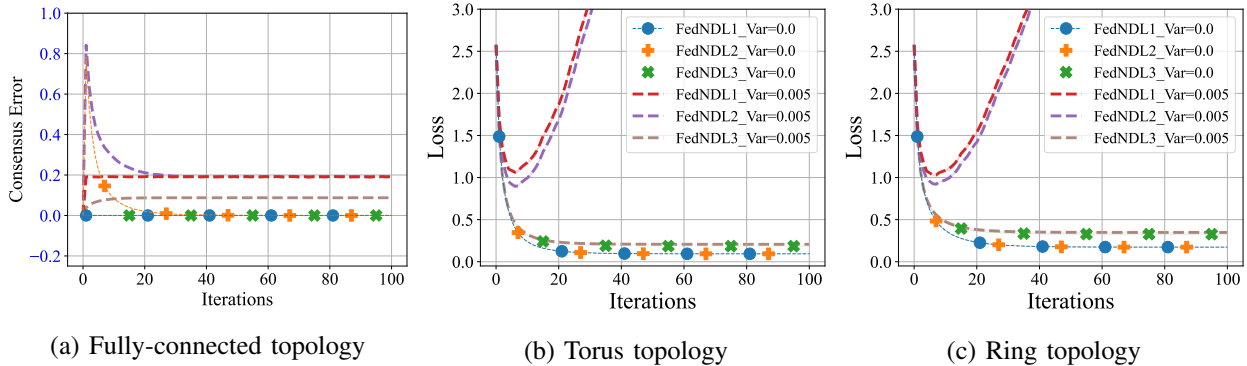 1.0
0.8
0.6
0.4
0.2
0.0
−0.2
Consensus Error
0 20 40 60 80 100
Iterations
(a) Fully-connected topology
3.0
2.5
2.0
1.5
1.0
0.5
0.0
Loss
FedNDL1_Var=0.0
FedNDL2_Var=0.0
FedNDL3_Var=0.0
FedNDL1_Var=0.005
FedNDL2_Var=0.005
FedNDL3_Var=0.005
0 20 40 60 80 100
Iterations
(b) Torus topology
3.0
2.5
2.0
1.5
1.0
0.5
0.0
Loss
FedNDL1_Var=0.0
FedNDL2_Var=0.0
FedNDL3_Var=0.0
FedNDL1_Var=0.005
FedNDL2_Var=0.005
FedNDL3_Var=0.005
0 20 40 60 80 100
Iterations
(c) Ring topology